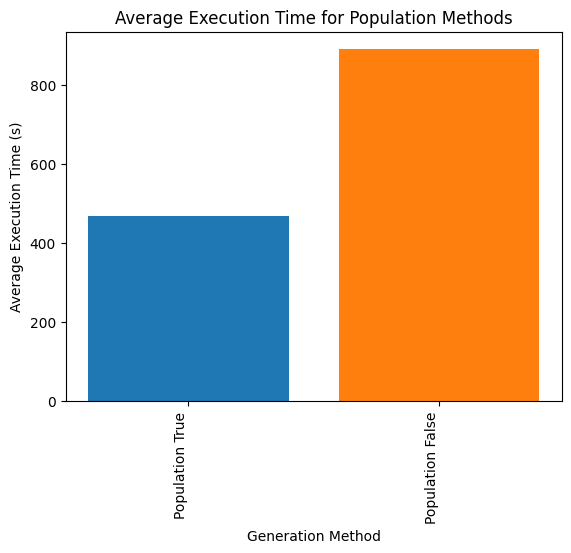 Average Execution Time for Population Methods
Average Execution Time (s)
800
600
400
200
0
Population True
Population False
Generation Method